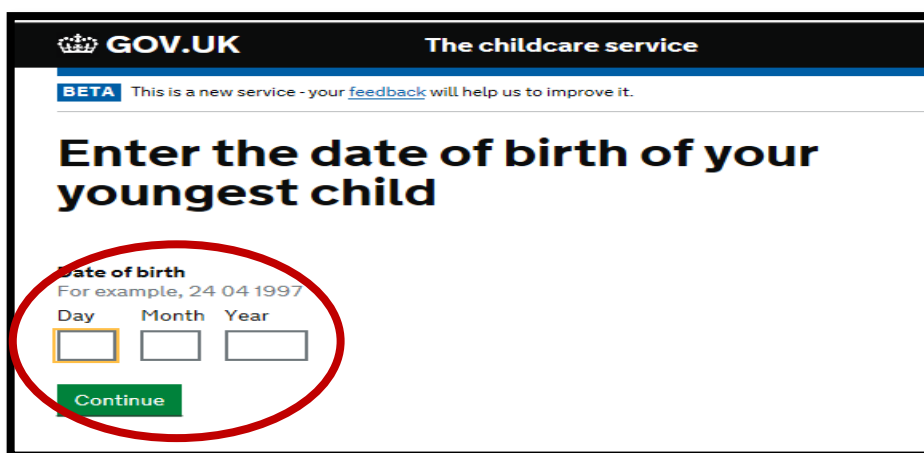 GOV.UK The childcare service
BETA This is a new service - your feedback will help us to improve it.
Enter the date of birth of your
youngest child
Date of birth
For example, 24 04 1997
Day Month Year
Continue